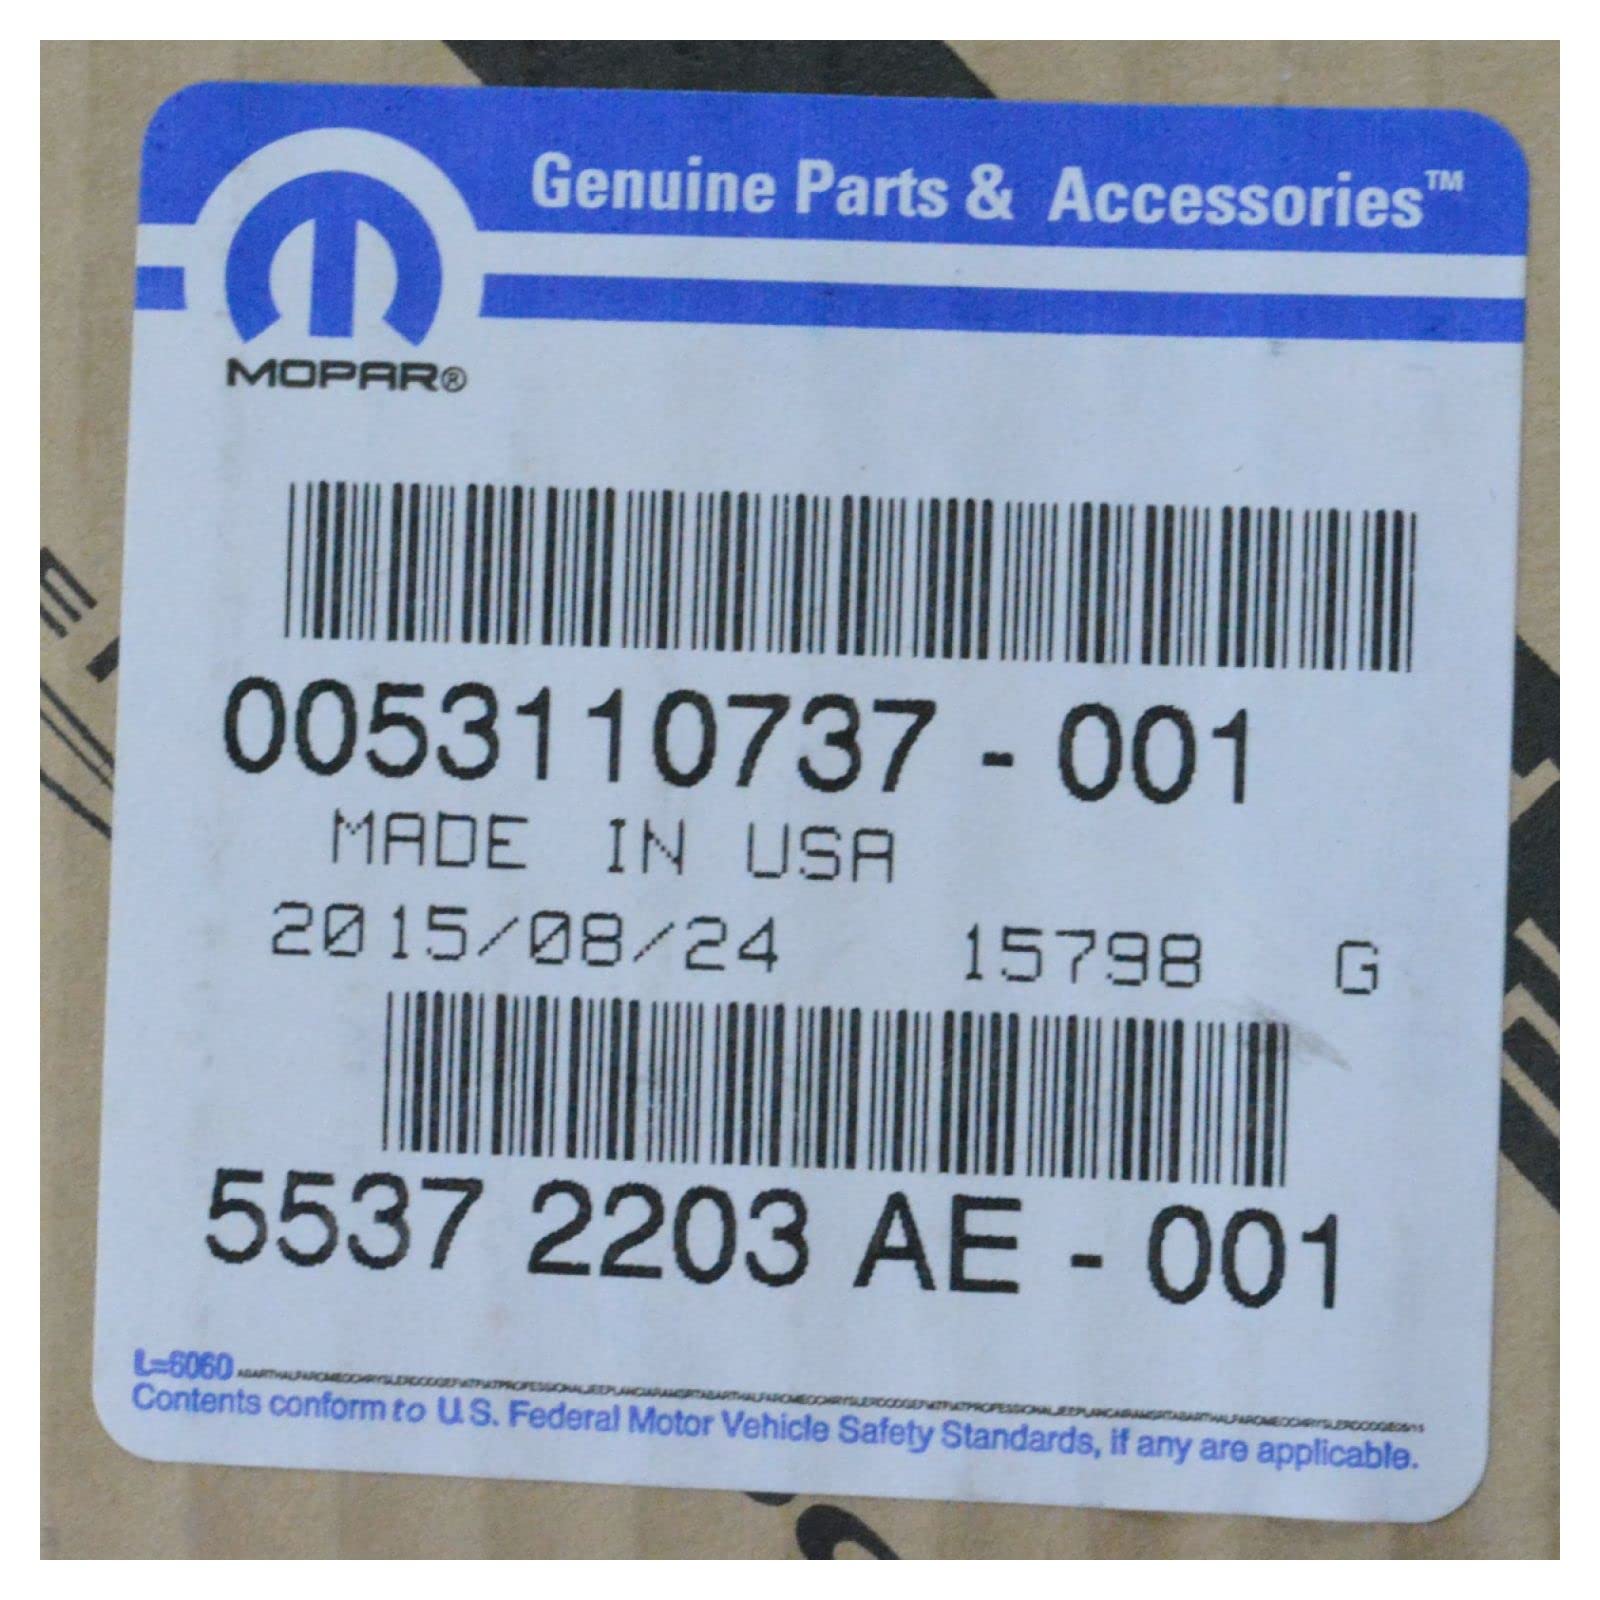 Genuine Parts & Accessories™
MOPAR®
0053110737 - 001
MADE IN USA
2015/08/24 15798 G
5537 2203 AE - 001
L=6060
Contents conform to U.S. Federal Motor Vehicle Safety Standards, if any are applicable.